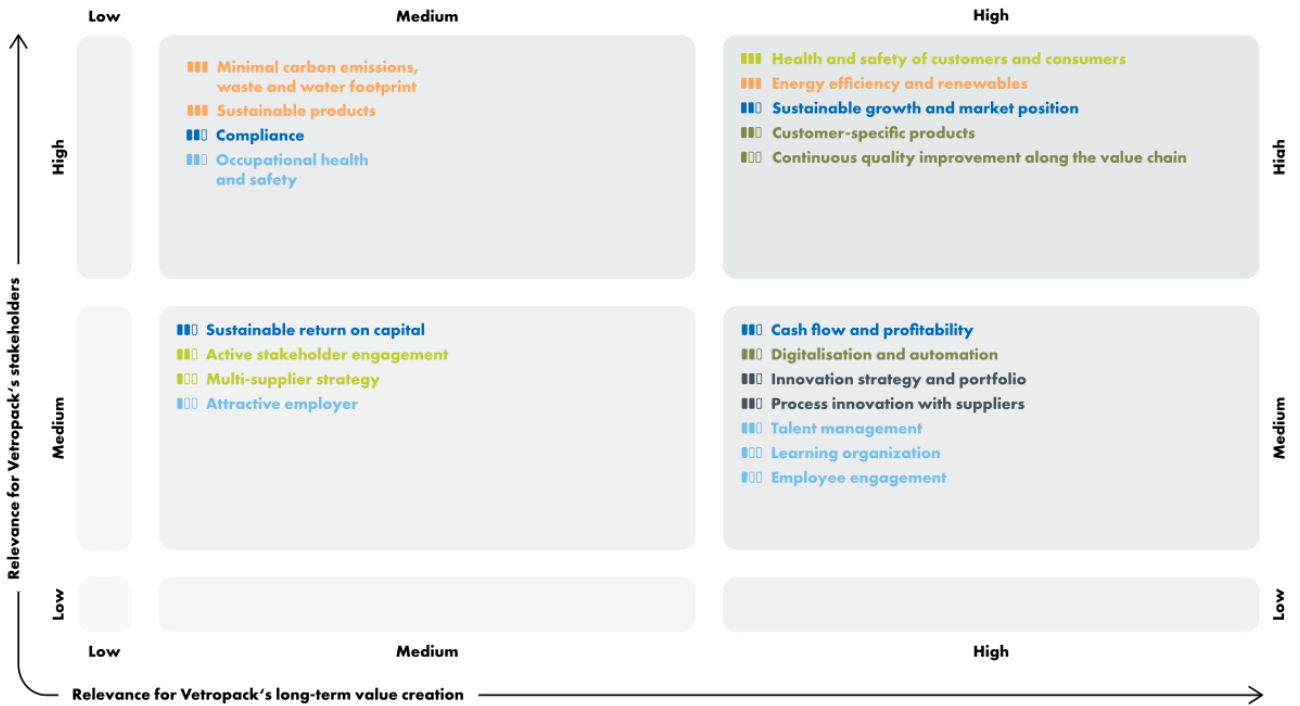 Low
Medium
High
High
Minimal carbon emissions,
waste and water footprint
Sustainable products
Compliance
Occupational health
and safety
Health and safety of customers and consumers
Energy efficiency and renewables
Sustainable growth and market position
Customer-specific products
Continuous quality improvement along the value chain
High
Relevance for Vetropack‘s stakeholders
Medium
Sustainable return on capital
Active stakeholder engagement
Multi-supplier strategy
Attractive employer
Cash flow and profitability
Digitalisation and automation
Innovation strategy and portfolio
Process innovation with suppliers
Talent management
Learning organization
Employee engagement
Medium
Low
Low
Low
Medium
High
Relevance for Vetropack‘s long-term value creation